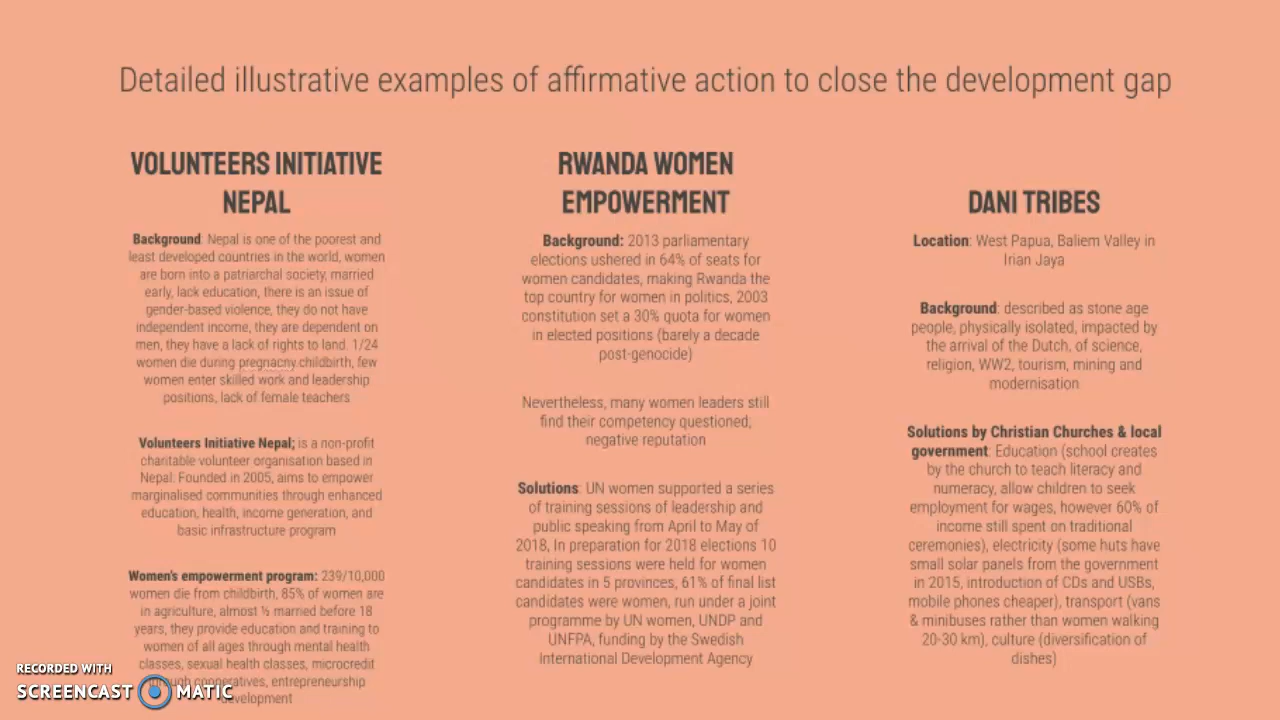 Detailed illustrative examples of affirmative action to close the development gap
VOLUNTEERS INITIATIVE
NEPAL
Background: Nepal is one of the poorest and
least developed countries in the world, women
are born into a patriarchal society, married
early, lack education, there is an issue of
gender-based violence, they do not have
independent income, they are dependent on
men, they have a lack of rights to land. 1/24
women die during pregnacny childbirth, few
women enter skilled work and leadership
positions, lack of female teachers
Volunteers Initiative Nepal; is a non-profit
charitable volunteer organisation based in
Nepal. Founded in 2005, aims to empower
marginalised communities through enhanced
education, health, income generation, and
basic infrastructure program
Women's empowerment program: 239/10,000
women die from childbirth, 85% of women are
in agriculture, almost ½ married before 18
years, they provide education and training to
women of all ages through mental health
classes, sexual health classes, microcredit
through cooperatives, entrepreneurship
development
RWANDA WOMEN
EMPOWERMENT
Background: 2013 parliamentary
elections ushered in 64% of seats for
women candidates, making Rwanda the
top country for women in politics, 2003
constitution set a 30% quota for women
in elected positions (barely a decade
post-genocide)
Nevertheless, many women leaders still
find their competency questioned,
negative reputation
Solutions: UN women supported a series
of training sessions of leadership and
public speaking from April to May of
2018, In preparation for 2018 elections 10
training sessions were held for women
candidates in 5 provinces, 61% of final list
candidates were women, run under a joint
programme by UN women, UNDP and
UNFPA, funding by the Swedish
International Development Agency
DANI TRIBES
Location: West Papua, Baliem Valley in
Irian Jaya
Background: described as stone age
people, physically isolated, impacted by
the arrival of the Dutch, of science,
religion, WW2, tourism, mining and
modernisation
Solutions by Christian Churches & local
government: Education (school creates
by the church to teach literacy and
numeracy, allow children to seek
employment for wages, however 60% of
income still spent on traditional
ceremonies), electricity (some huts have
small solar panels from the government
in 2015, introduction of CDs and USBs,
mobile phones cheaper), transport (vans
& minibuses rather than women walking
20-30 km), culture (diversification of
dishes)
RECORDED WITH
SCREENCAST MATIC